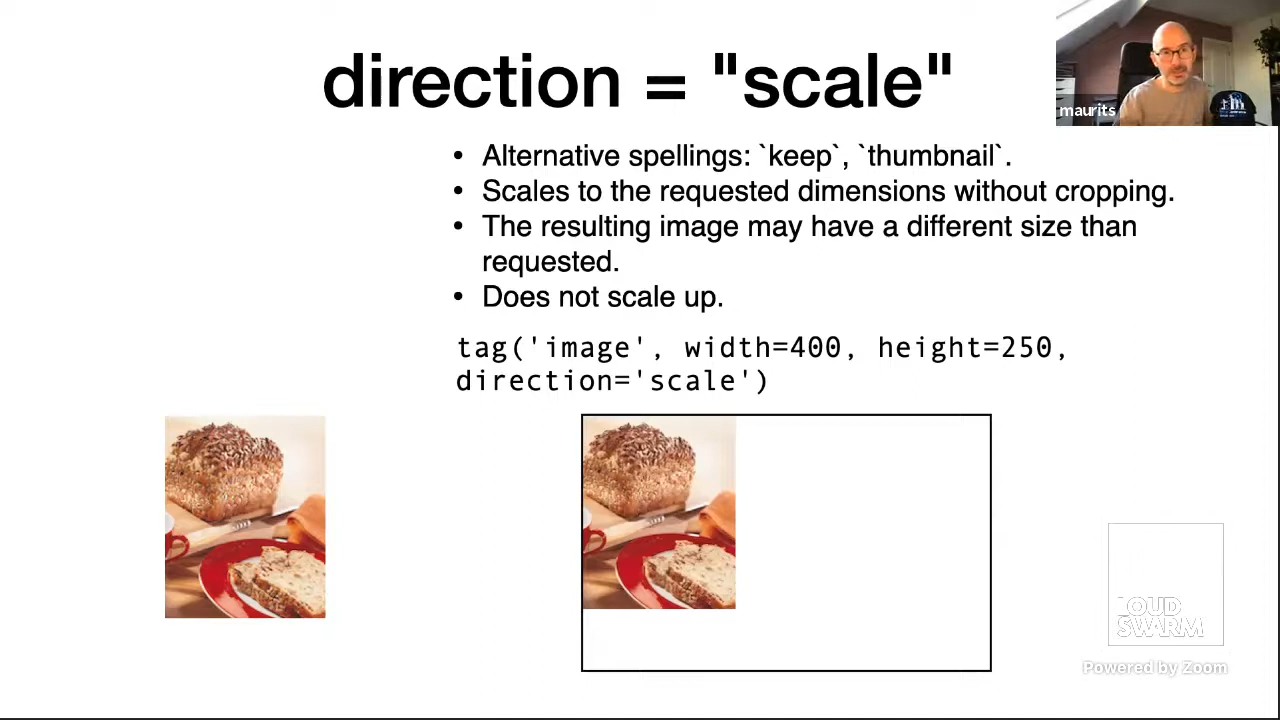 direction = "scale"
maurits
• Alternative spellings: `keep`, `thumbnail`.
• Scales to the requested dimensions without cropping.
• The resulting image may have a different size than
requested.
• Does not scale up.
tag('image', width=400, height=250,
direction='scale')
LOUD
SWARM
Powered by Zoom